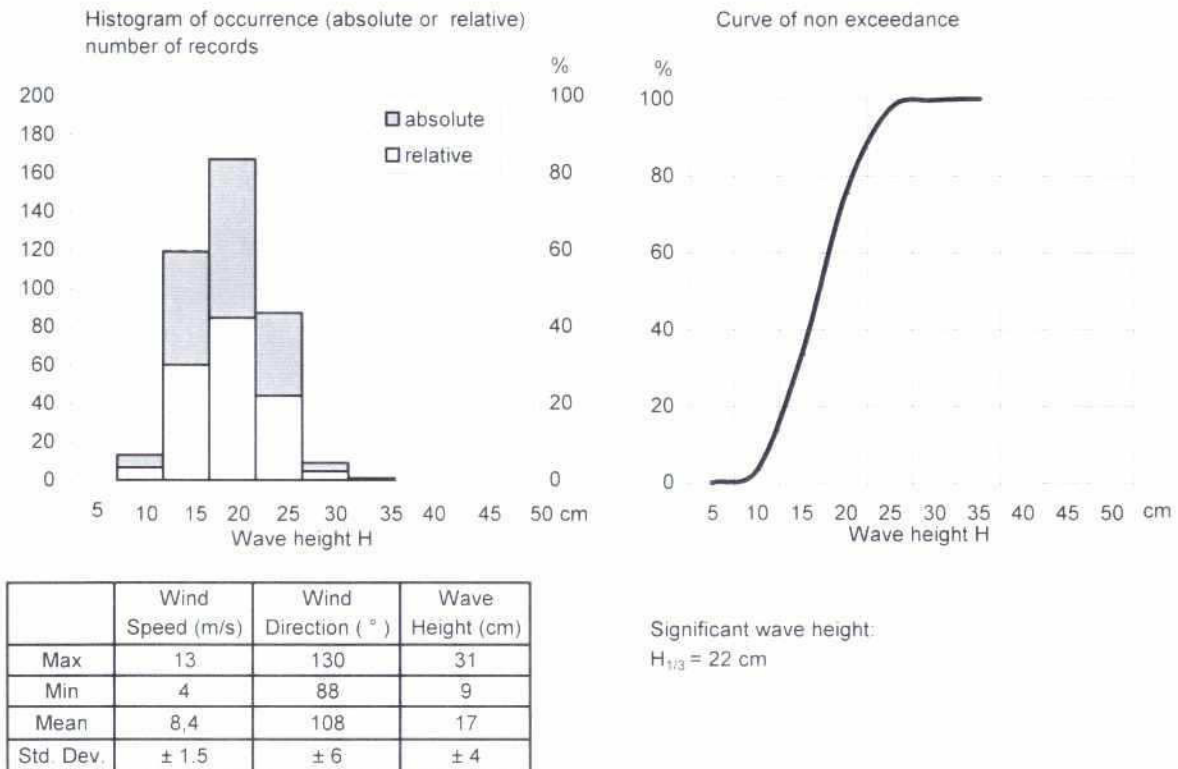 Histogram of occurrence (absolute or relative)
number of records
%
200
180
160
140
120
100
80
60
40
20
0
100
80
60
40
20
0
absolute
relative
5 10 15 20 25 30 35 40 45 50 cm
Wave height H
Curve of non exceedance
%
100
80
60
40
20
0
5 10 15 20 25 30 35 40 45 50 cm
Wave height H
Wind Speed (m/s) Wind Direction ( ° ) Wave Height (cm)
Max 13 130 31
Min 4 88 9
Mean 8,4 108 17
Std. Dev. ± 1.5 ± 6 ± 4
Significant wave height:
H1/3 = 22 cm